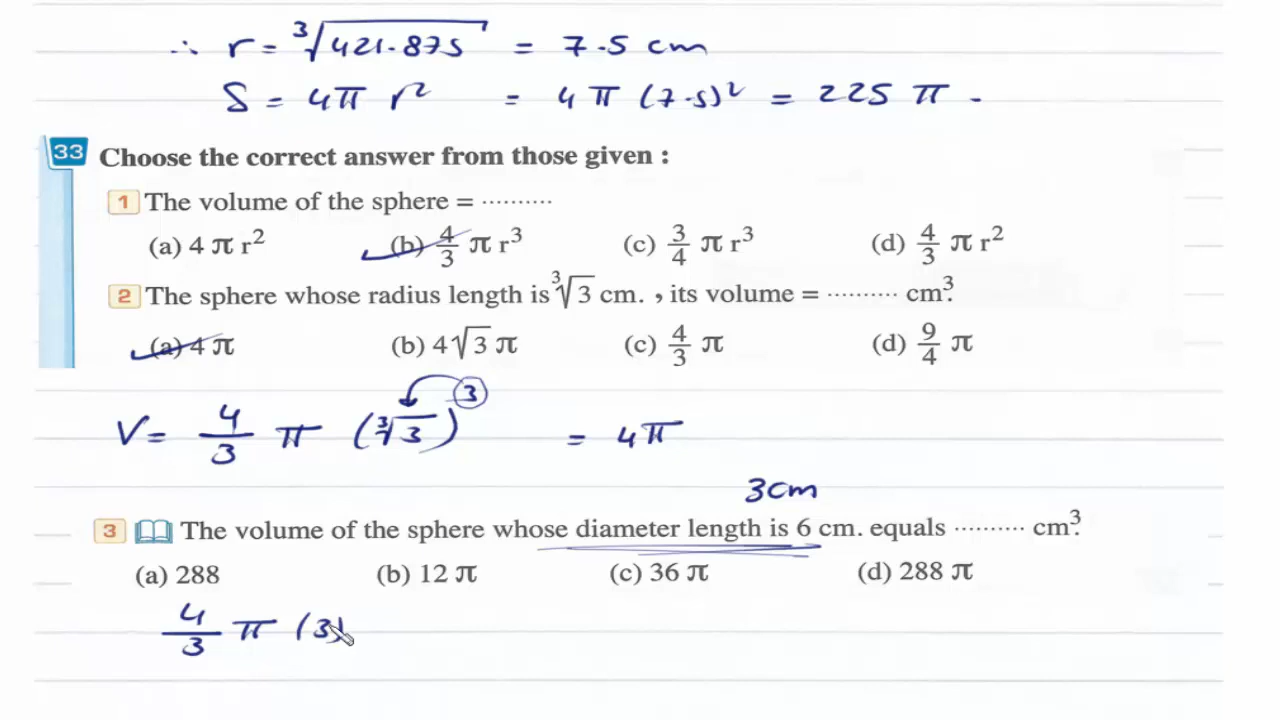 ∴ r = ∛421.875 = 7.5 cm
S = 4π r² = 4π (7.5)² = 225 π .
33 Choose the correct answer from those given :
1 The volume of the sphere = ··········
(a) 4 π r² (b) 4/3 π r³ (c) 3/4 π r³ (d) 4/3 π r²
2 The sphere whose radius length is ∛3 cm. , its volume = ·········· cm³.
(a) 4 π (b) 4√3 π (c) 4/3 π (d) 9/4 π
V = 4/3 π (∛3)³ = 4π
3cm
3 The volume of the sphere whose diameter length is 6 cm. equals ·········· cm³.
(a) 288 (b) 12 π (c) 36 π (d) 288 π
4/3 π (3)